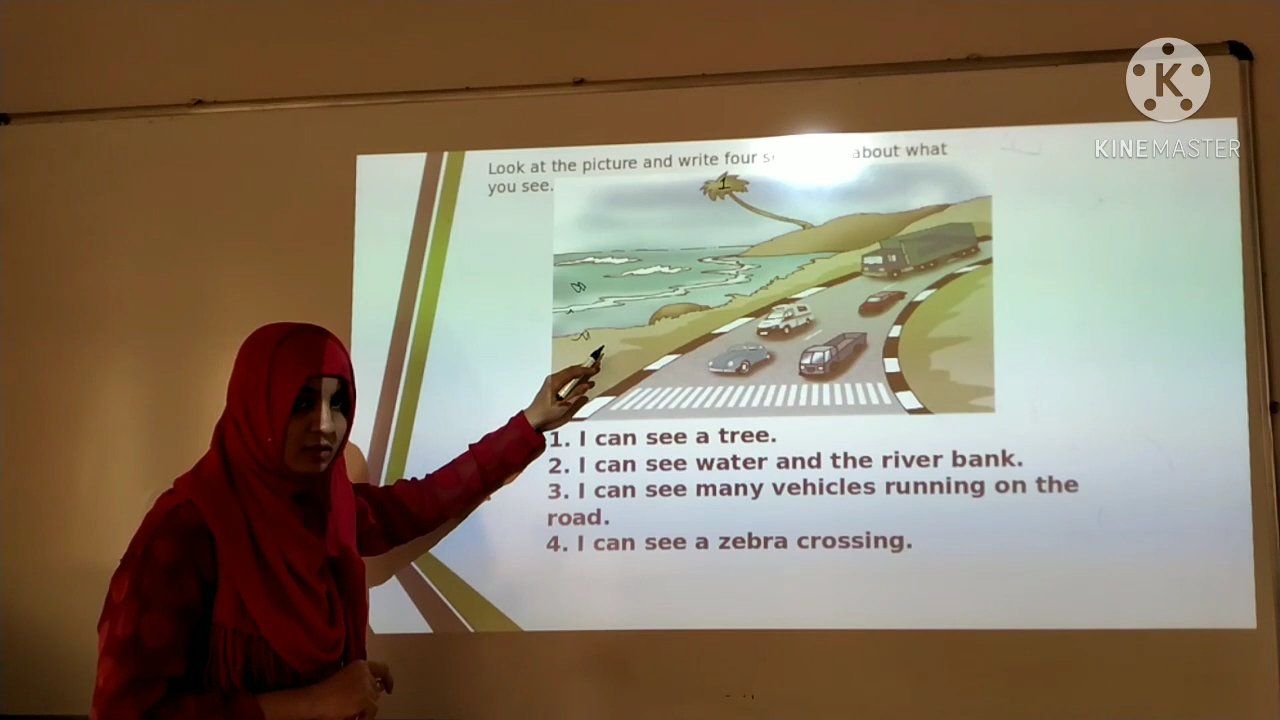 Look at the picture and write four about what
you see.
1
1. I can see a tree.
2. I can see water and the river bank.
3. I can see many vehicles running on the
road.
4. I can see a zebra crossing.
K
KINEMASTER